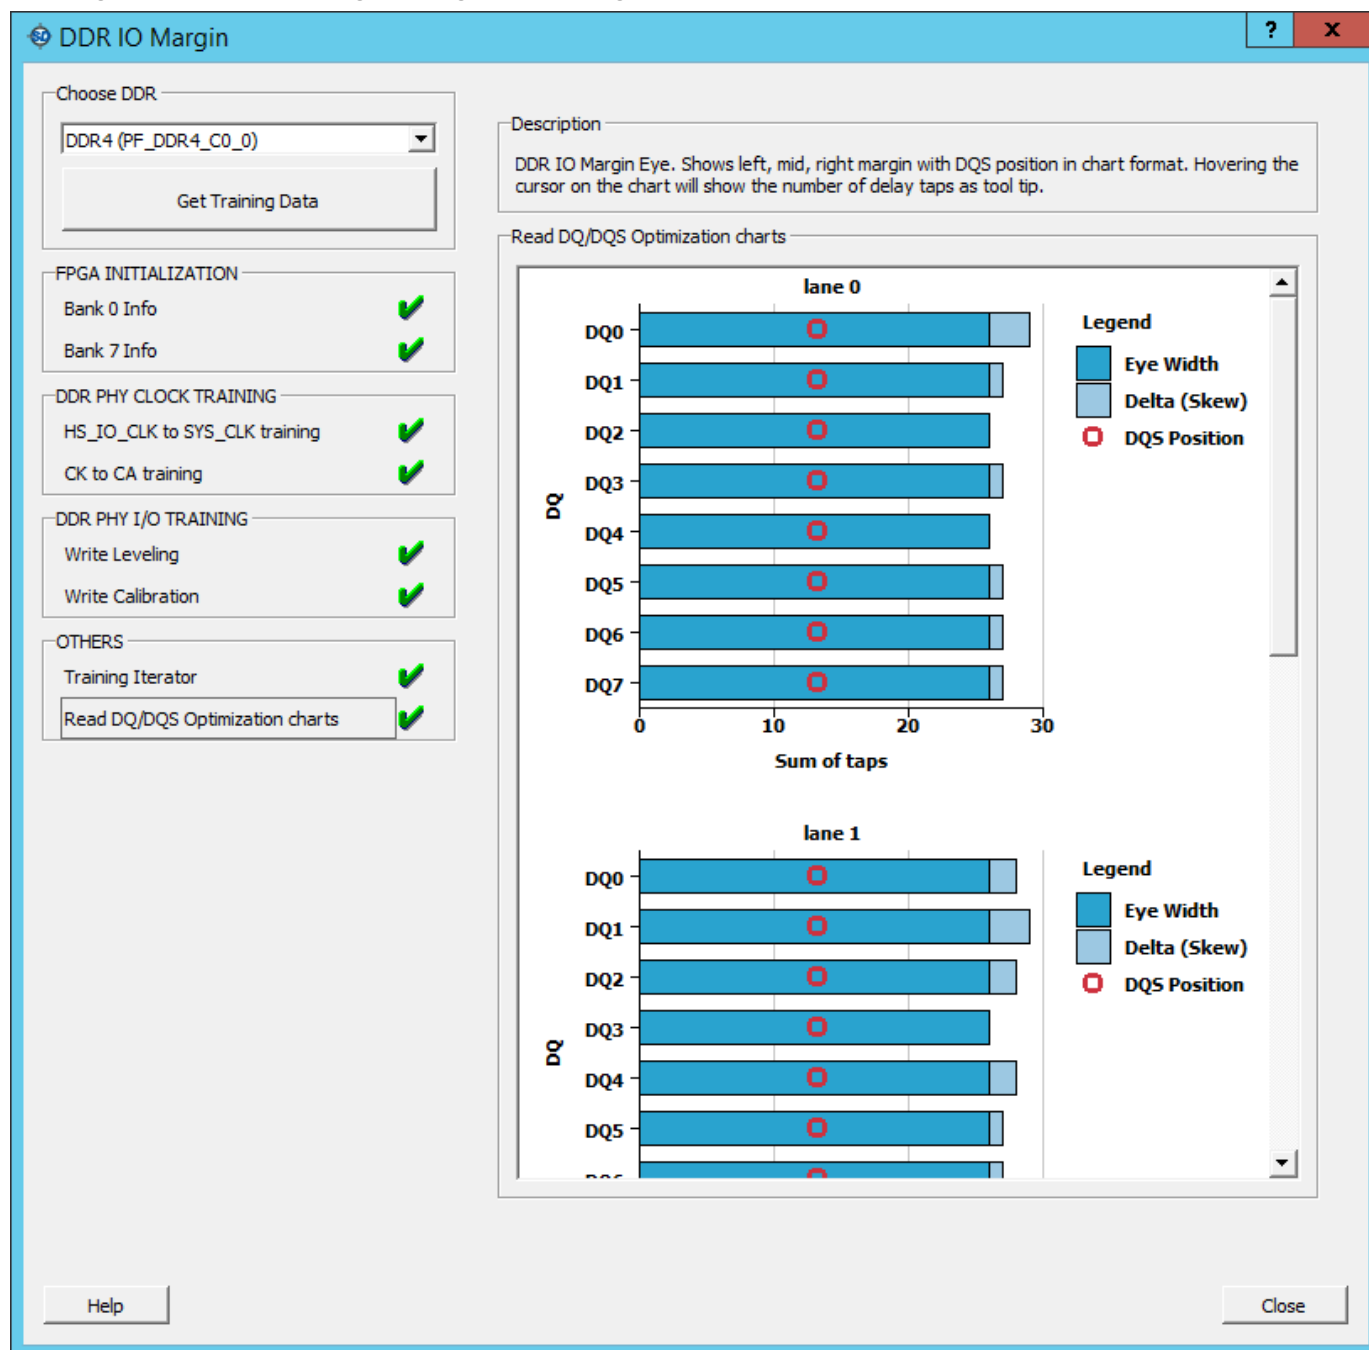 DDR IO Margin
? x
Choose DDR
DDR4 (PF_DDR4_C0_0)
Get Training Data
FPGA INITIALIZATION
Bank 0 Info
Bank 7 Info
DDR PHY CLOCK TRAINING
HS_IO_CLK to SYS_CLK training
CK to CA training
DDR PHY I/O TRAINING
Write Leveling
Write Calibration
OTHERS
Training Iterator
Read DQ/DQS Optimization charts
Description
DDR IO Margin Eye. Shows left, mid, right margin with DQS position in chart format. Hovering the
cursor on the chart will show the number of delay taps as tool tip.
Read DQ/DQS Optimization charts
lane 0
DQ
DQ0
DQ1
DQ2
DQ3
DQ4
DQ5
DQ6
DQ7
0 10 20 30
Sum of taps
Legend
Eye Width
Delta (Skew)
DQS Position
lane 1
DQ
DQ0
DQ1
DQ2
DQ3
DQ4
DQ5
Legend
Eye Width
Delta (Skew)
DQS Position
Help
Close